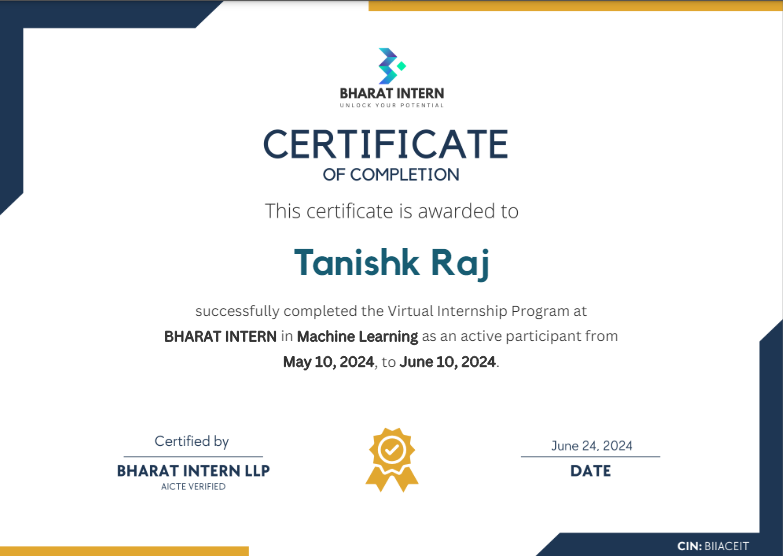 BHARAT INTERN
UNLOCK YOUR POTENTIAL
CERTIFICATE
OF COMPLETION
This certificate is awarded to
Tanishk Raj
successfully completed the Virtual Internship Program at
BHARAT INTERN in Machine Learning as an active participant from
May 10, 2024, to June 10, 2024.
Certified by
BHARAT INTERN LLP
AICTE VERIFIED
June 24, 2024
DATE
CIN: BIIACEIT